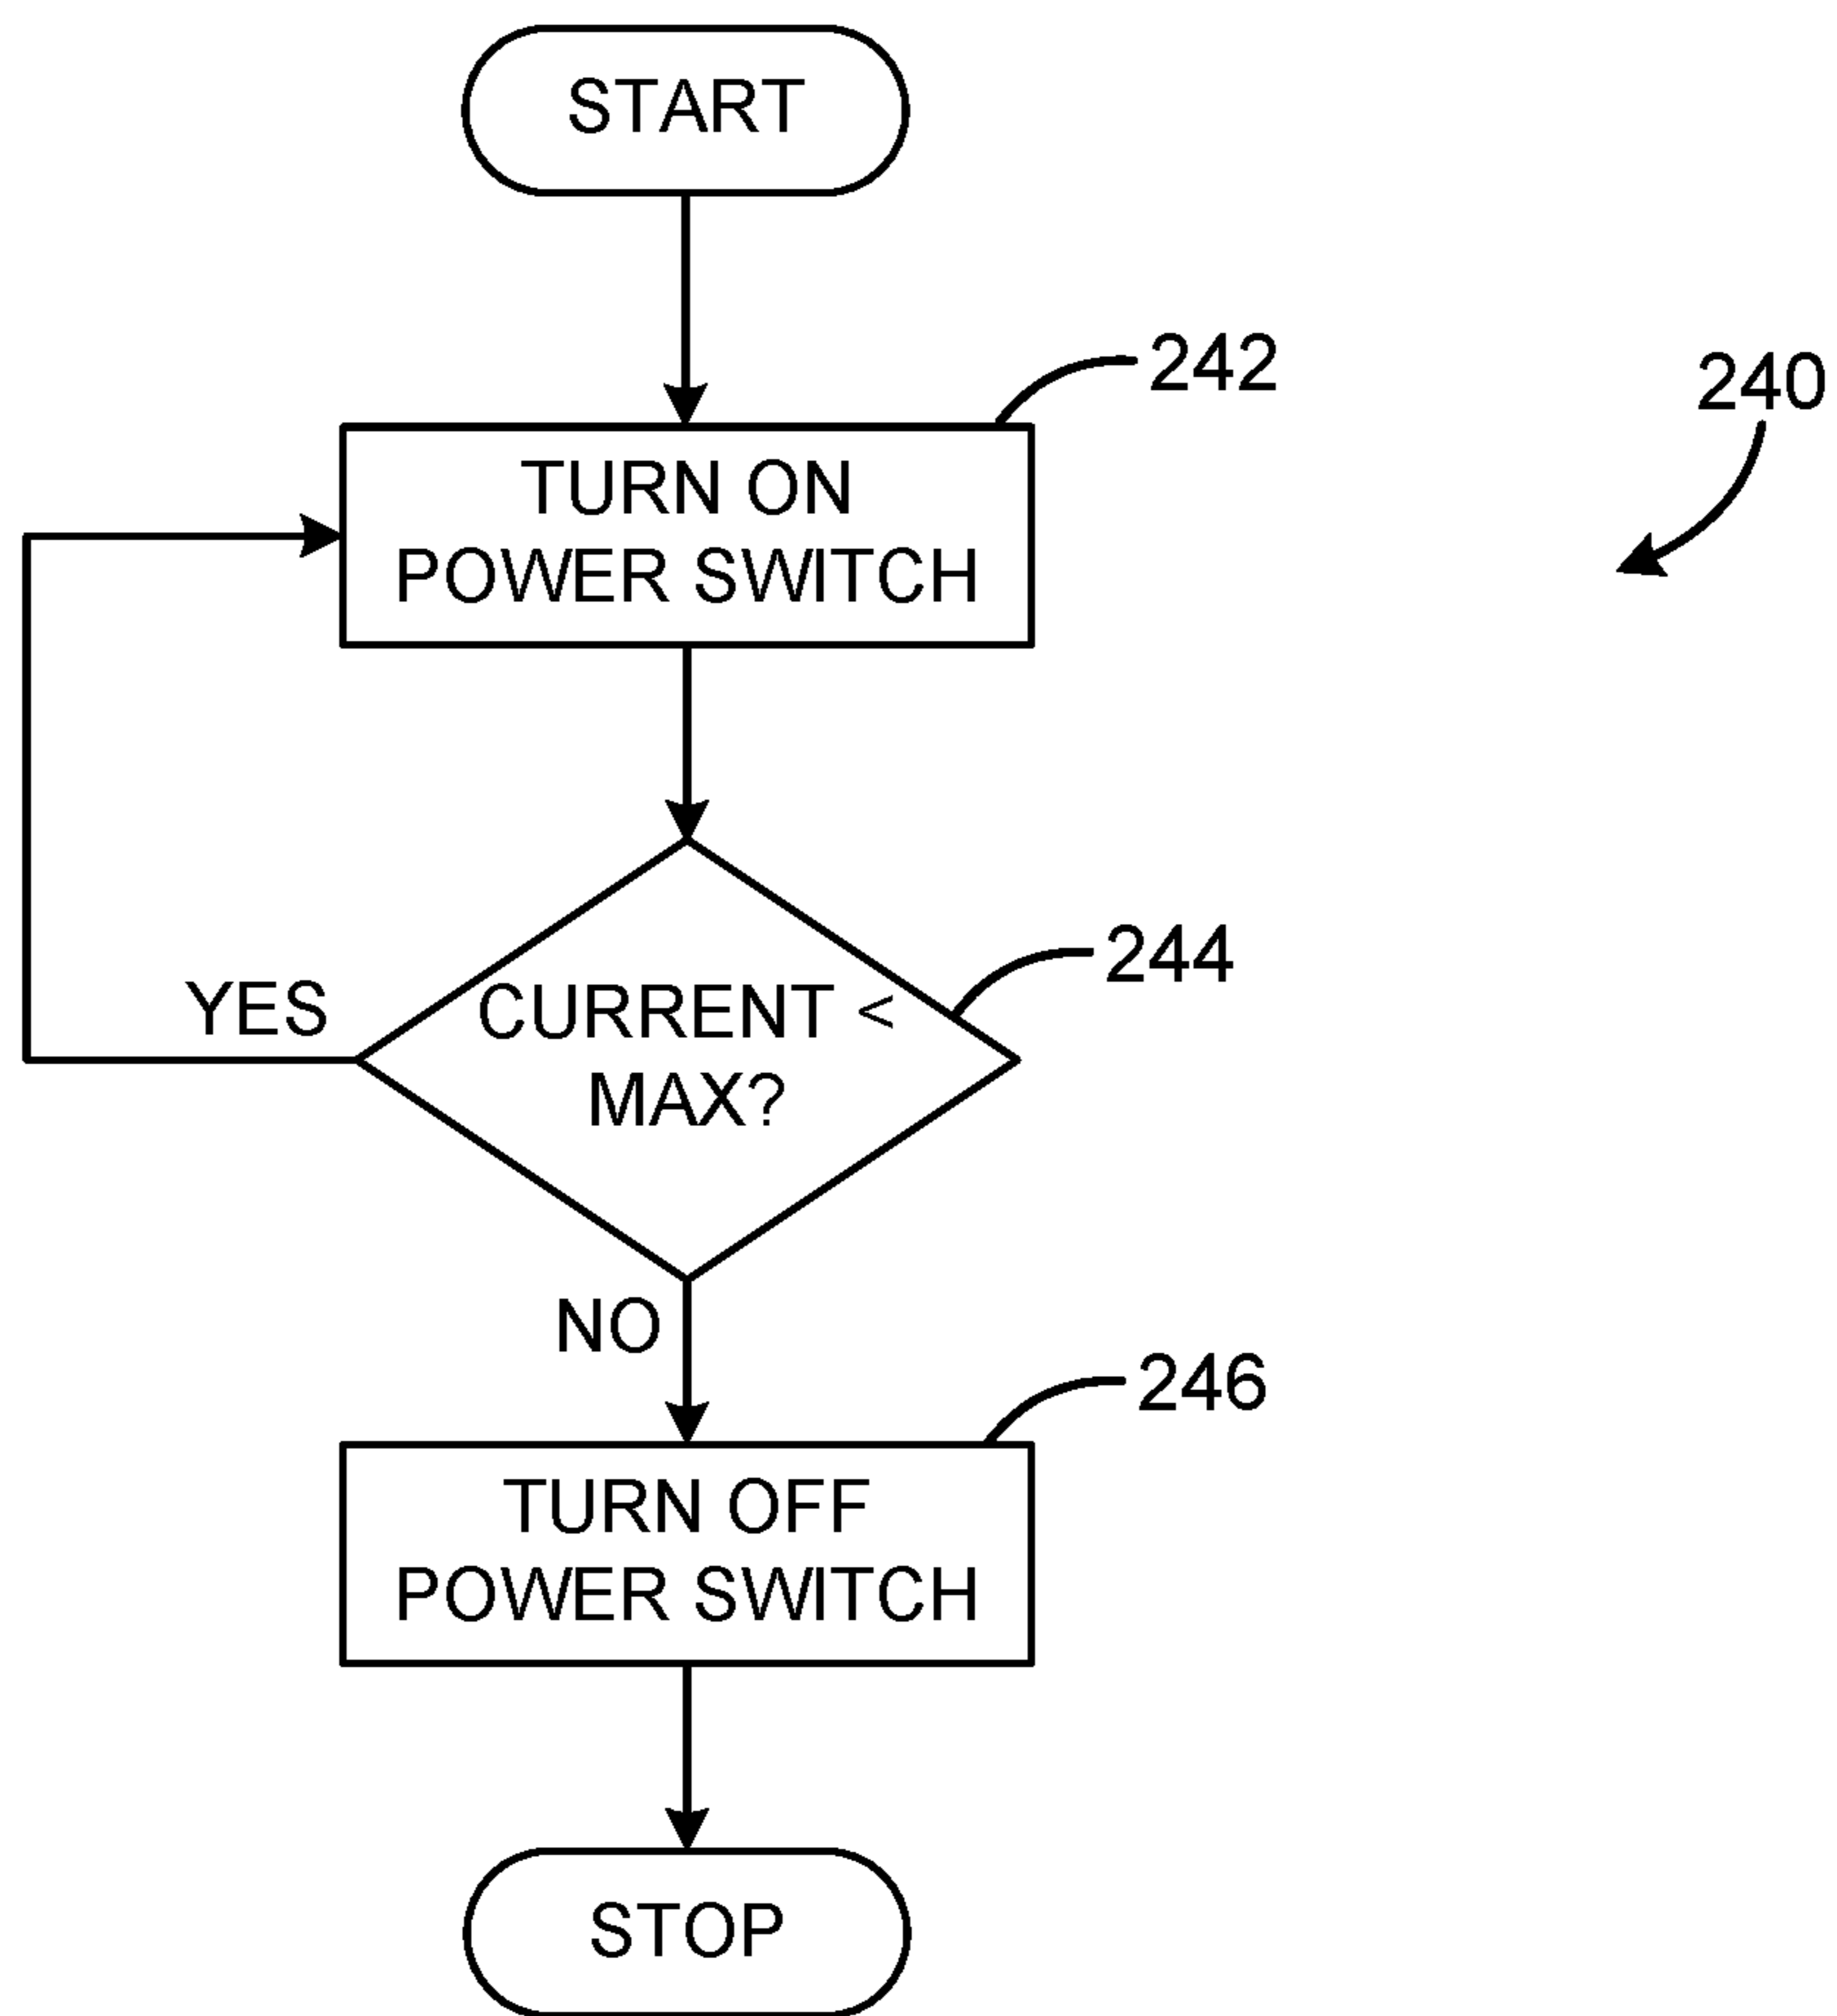 START
242
240
TURN ON
POWER SWITCH
244
YES
CURRENT <
MAX?
NO
246
TURN OFF
POWER SWITCH
STOP